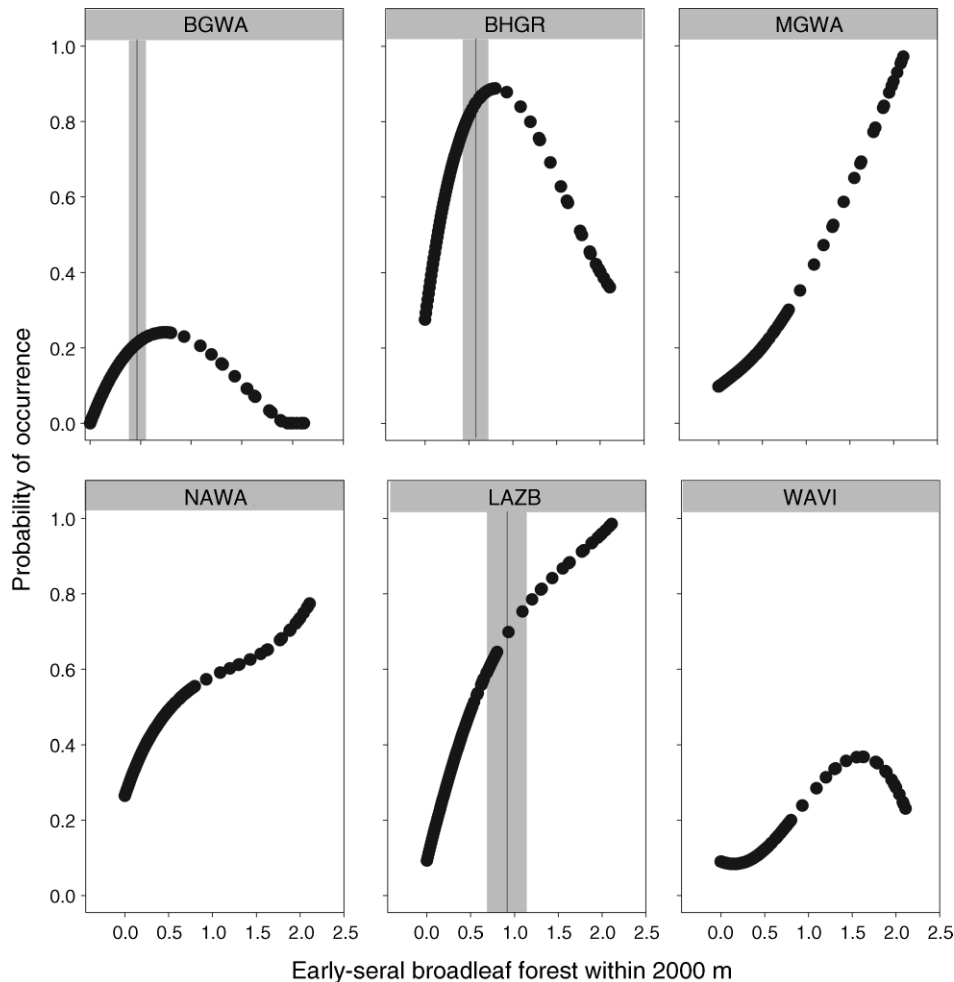 BGWA BHGR MGWA
1.0
0.8
0.6
0.4
0.2
0.0
NAWA LAZB WAVI
1.0
0.8
0.6
0.4
0.2
0.0
Probability of occurrence
0.0 0.5 1.0 1.5 2.0 2.5 0.0 0.5 1.0 1.5 2.0 2.5 0.0 0.5 1.0 1.5 2.0 2.5
Early-seral broadleaf forest within 2000 m